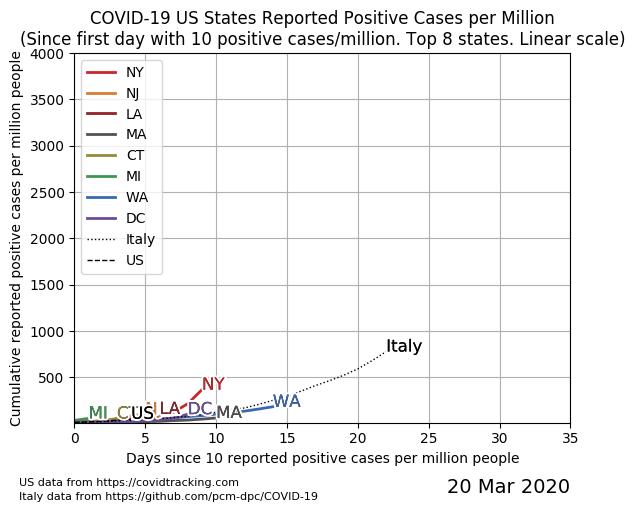 COVID-19 US States Reported Positive Cases per Million
(Since first day with 10 positive cases/million. Top 8 states. Linear scale)
Cumulative reported positive cases per million people
4000
3500
3000
2500
2000
1500
1000
500
NY
NJ
LA
MA
CT
MI
WA
DC
Italy
US
Italy
NY
WA
MI
US
LA
DC
MA
0
5
10
15
20
25
30
35
Days since 10 reported positive cases per million people
US data from https://covidtracking.com
Italy data from https://github.com/pcm-dpc/COVID-19
20 Mar 2020